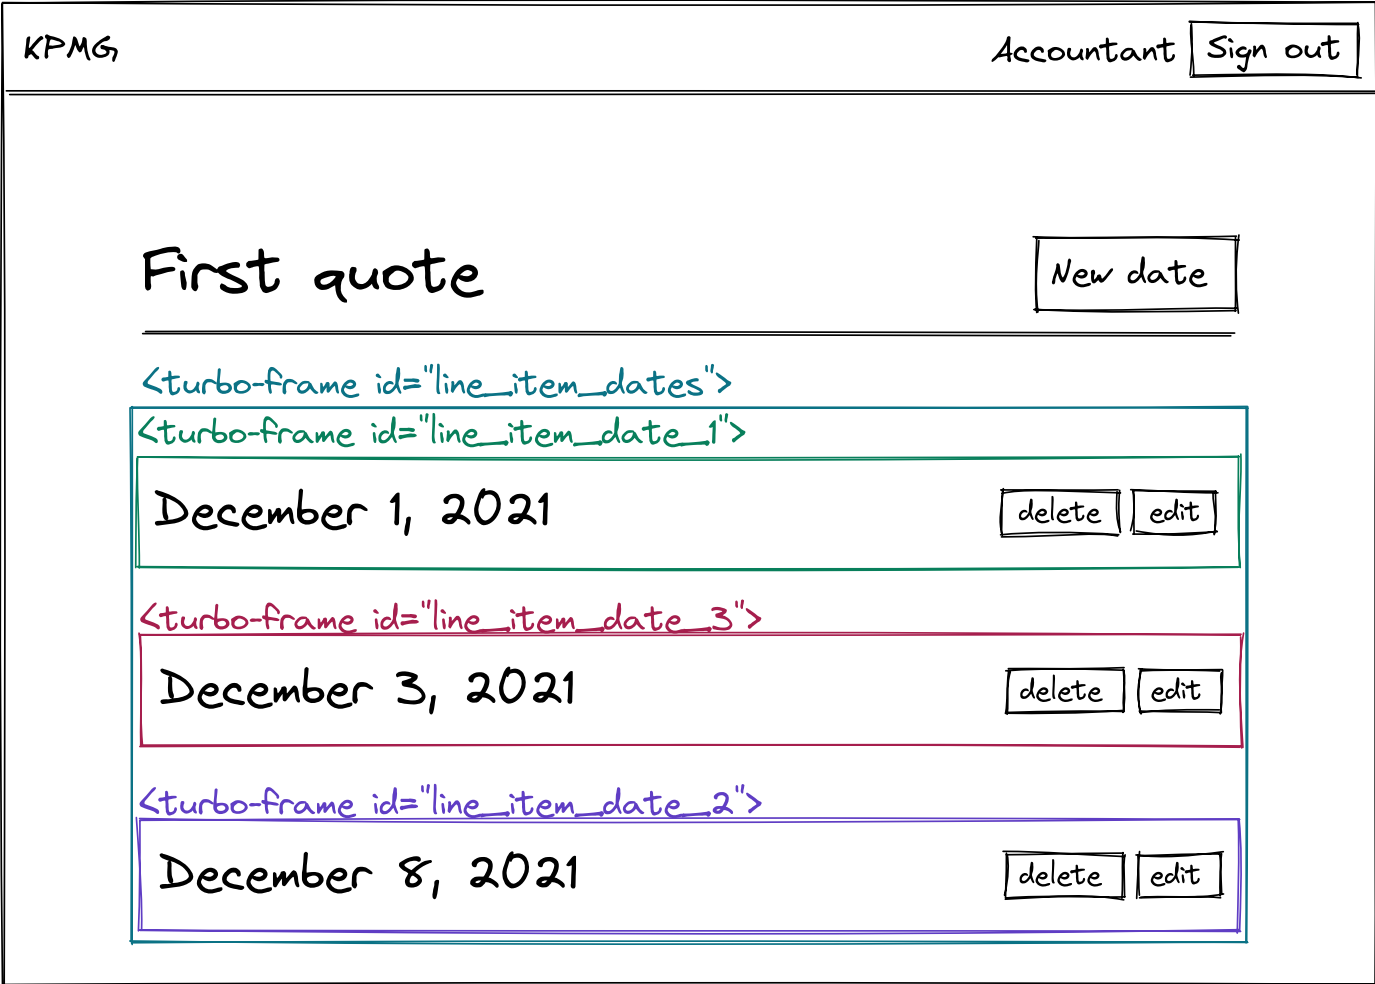 KPMG
Accountant Sign out
First quote New date
<turbo-frame id="line_item_dates">
<turbo-frame id="line_item_date_1">
December 1, 2021 delete edit
<turbo-frame id="line_item_date_3">
December 3, 2021 delete edit
<turbo-frame id="line_item_date_2">
December 8, 2021 delete edit